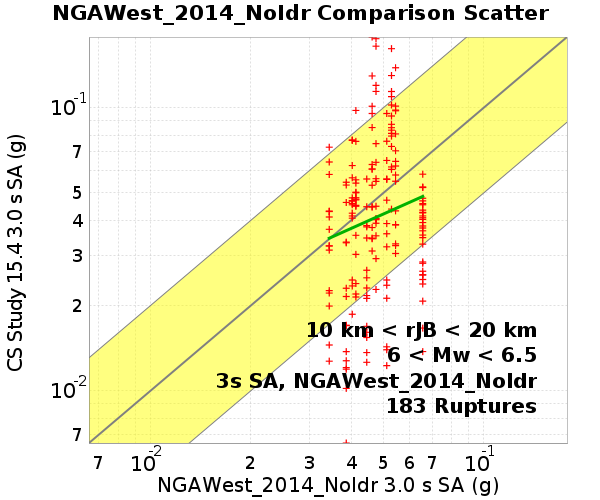 NGAWest_2014_NoIdr Comparison Scatter
CS Study 15.4 3.0 s SA (g)
10-1
7
5
4
3
2
10-2
7
10 km < rJB < 20 km
6 < Mw < 6.5
3s SA, NGAWest_2014_NoIdr
183 Ruptures
7 10-2 2 3 4 5 6 7 10-1
NGAWest_2014_NoIdr 3.0 s SA (g)